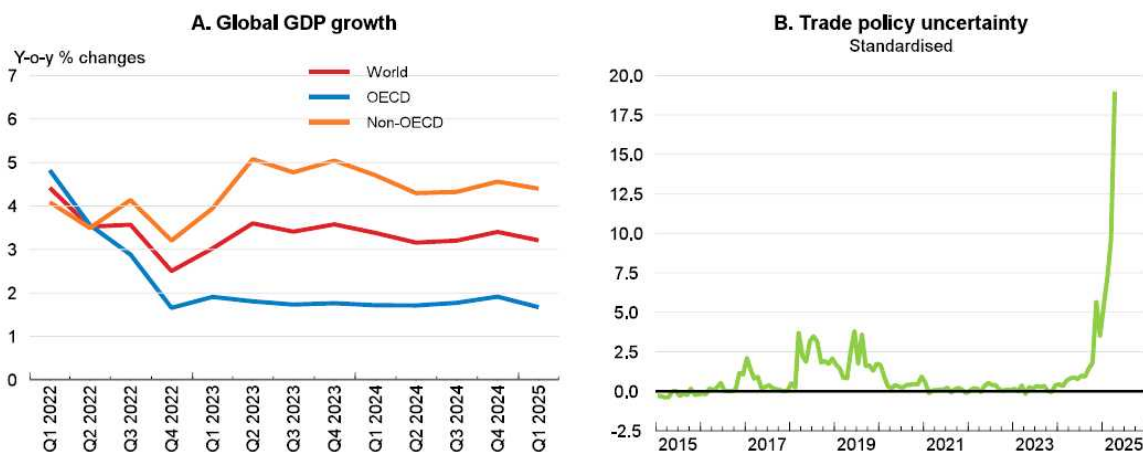 A. Global GDP growth
Y-o-y % changes
World
OECD
Non-OECD
7
6
5
4
3
2
1
0
Q1 2022
Q2 2022
Q3 2022
Q4 2022
Q1 2023
Q2 2023
Q3 2023
Q4 2023
Q1 2024
Q2 2024
Q3 2024
Q4 2024
Q1 2025
B. Trade policy uncertainty
Standardised
20.0
17.5
15.0
12.5
10.0
7.5
5.0
2.5
0.0
-2.5
2015 2017 2019 2021 2023 2025